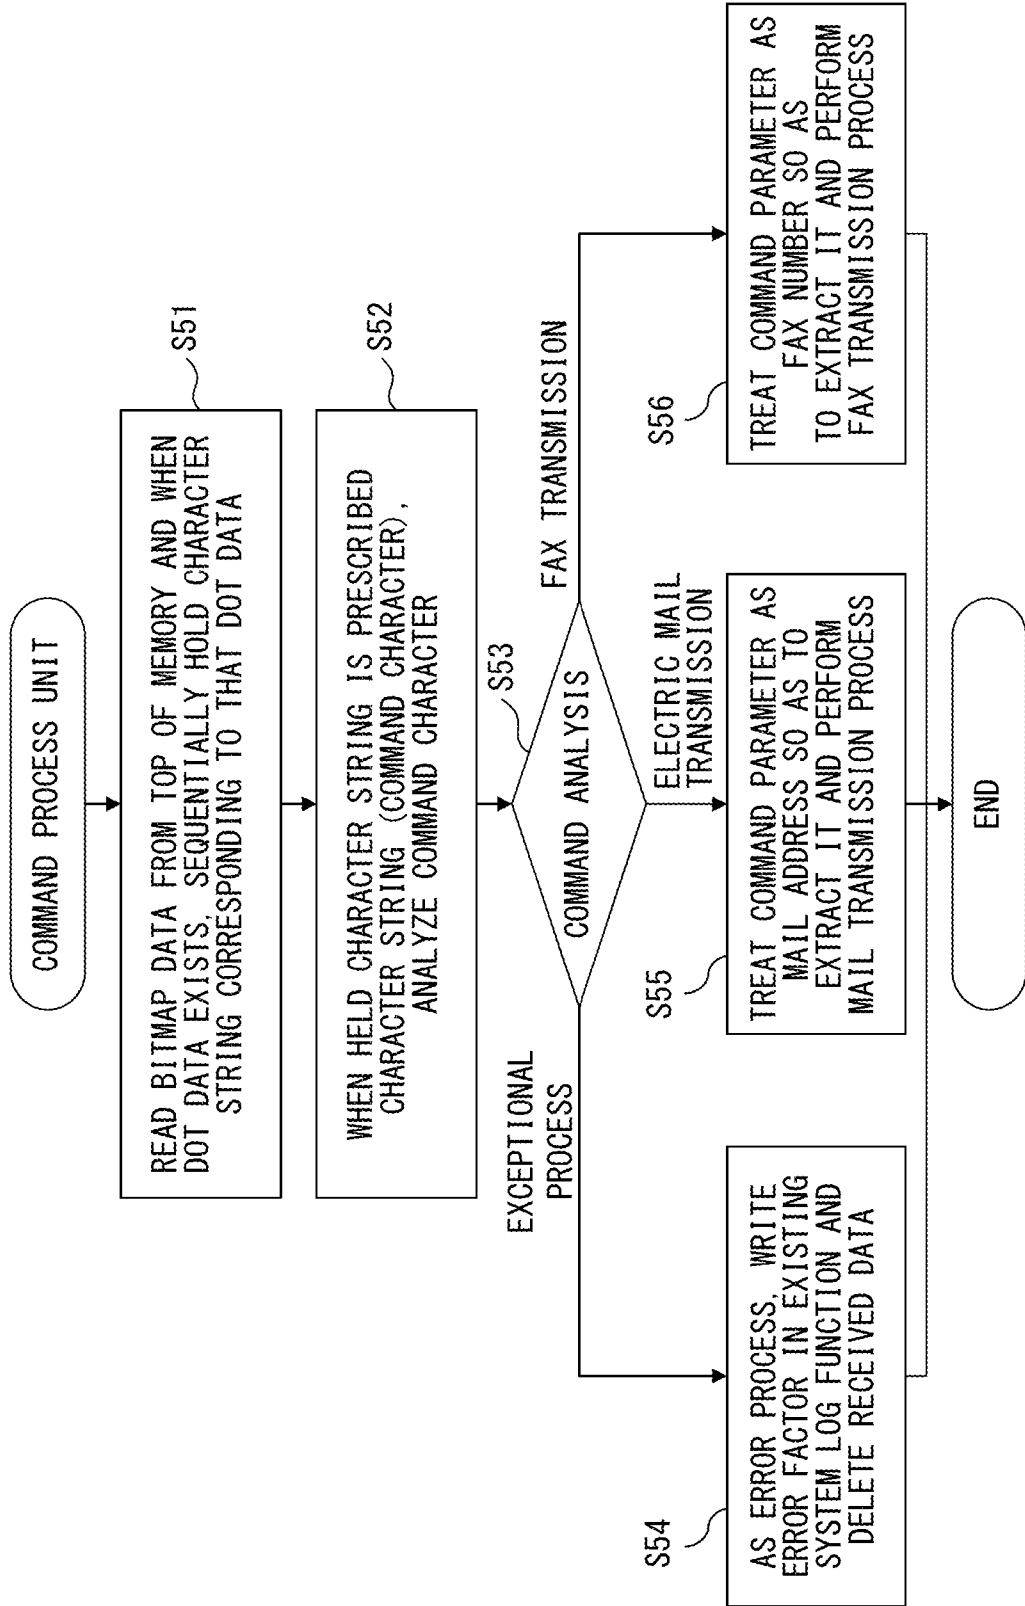 COMMAND PROCESS UNIT
S51
READ BITMAP DATA FROM TOP OF MEMORY AND WHEN
DOT DATA EXISTS, SEQUENTIALLY HOLD CHARACTER
STRING CORRESPONDING TO THAT DOT DATA
S52
WHEN HELD CHARACTER STRING IS PRESCRIBED
CHARACTER STRING (COMMAND CHARACTER),
ANALYZE COMMAND CHARACTER
S53
COMMAND ANALYSIS
EXCEPTIONAL
PROCESS
ELECTRIC MAIL
TRANSMISSION
FAX TRANSMISSION
S54
AS ERROR PROCESS, WRITE
ERROR FACTOR IN EXISTING
SYSTEM LOG FUNCTION AND
DELETE RECEIVED DATA
S55
TREAT COMMAND PARAMETER AS
MAIL ADDRESS SO AS TO
EXTRACT IT AND PERFORM
MAIL TRANSMISSION PROCESS
S56
TREAT COMMAND PARAMETER AS
FAX NUMBER SO AS
TO EXTRACT IT AND PERFORM
FAX TRANSMISSION PROCESS
END